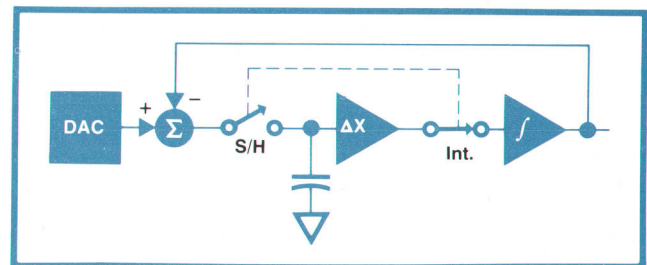 + −
DAC Σ ΔX ∫
S/H Int.